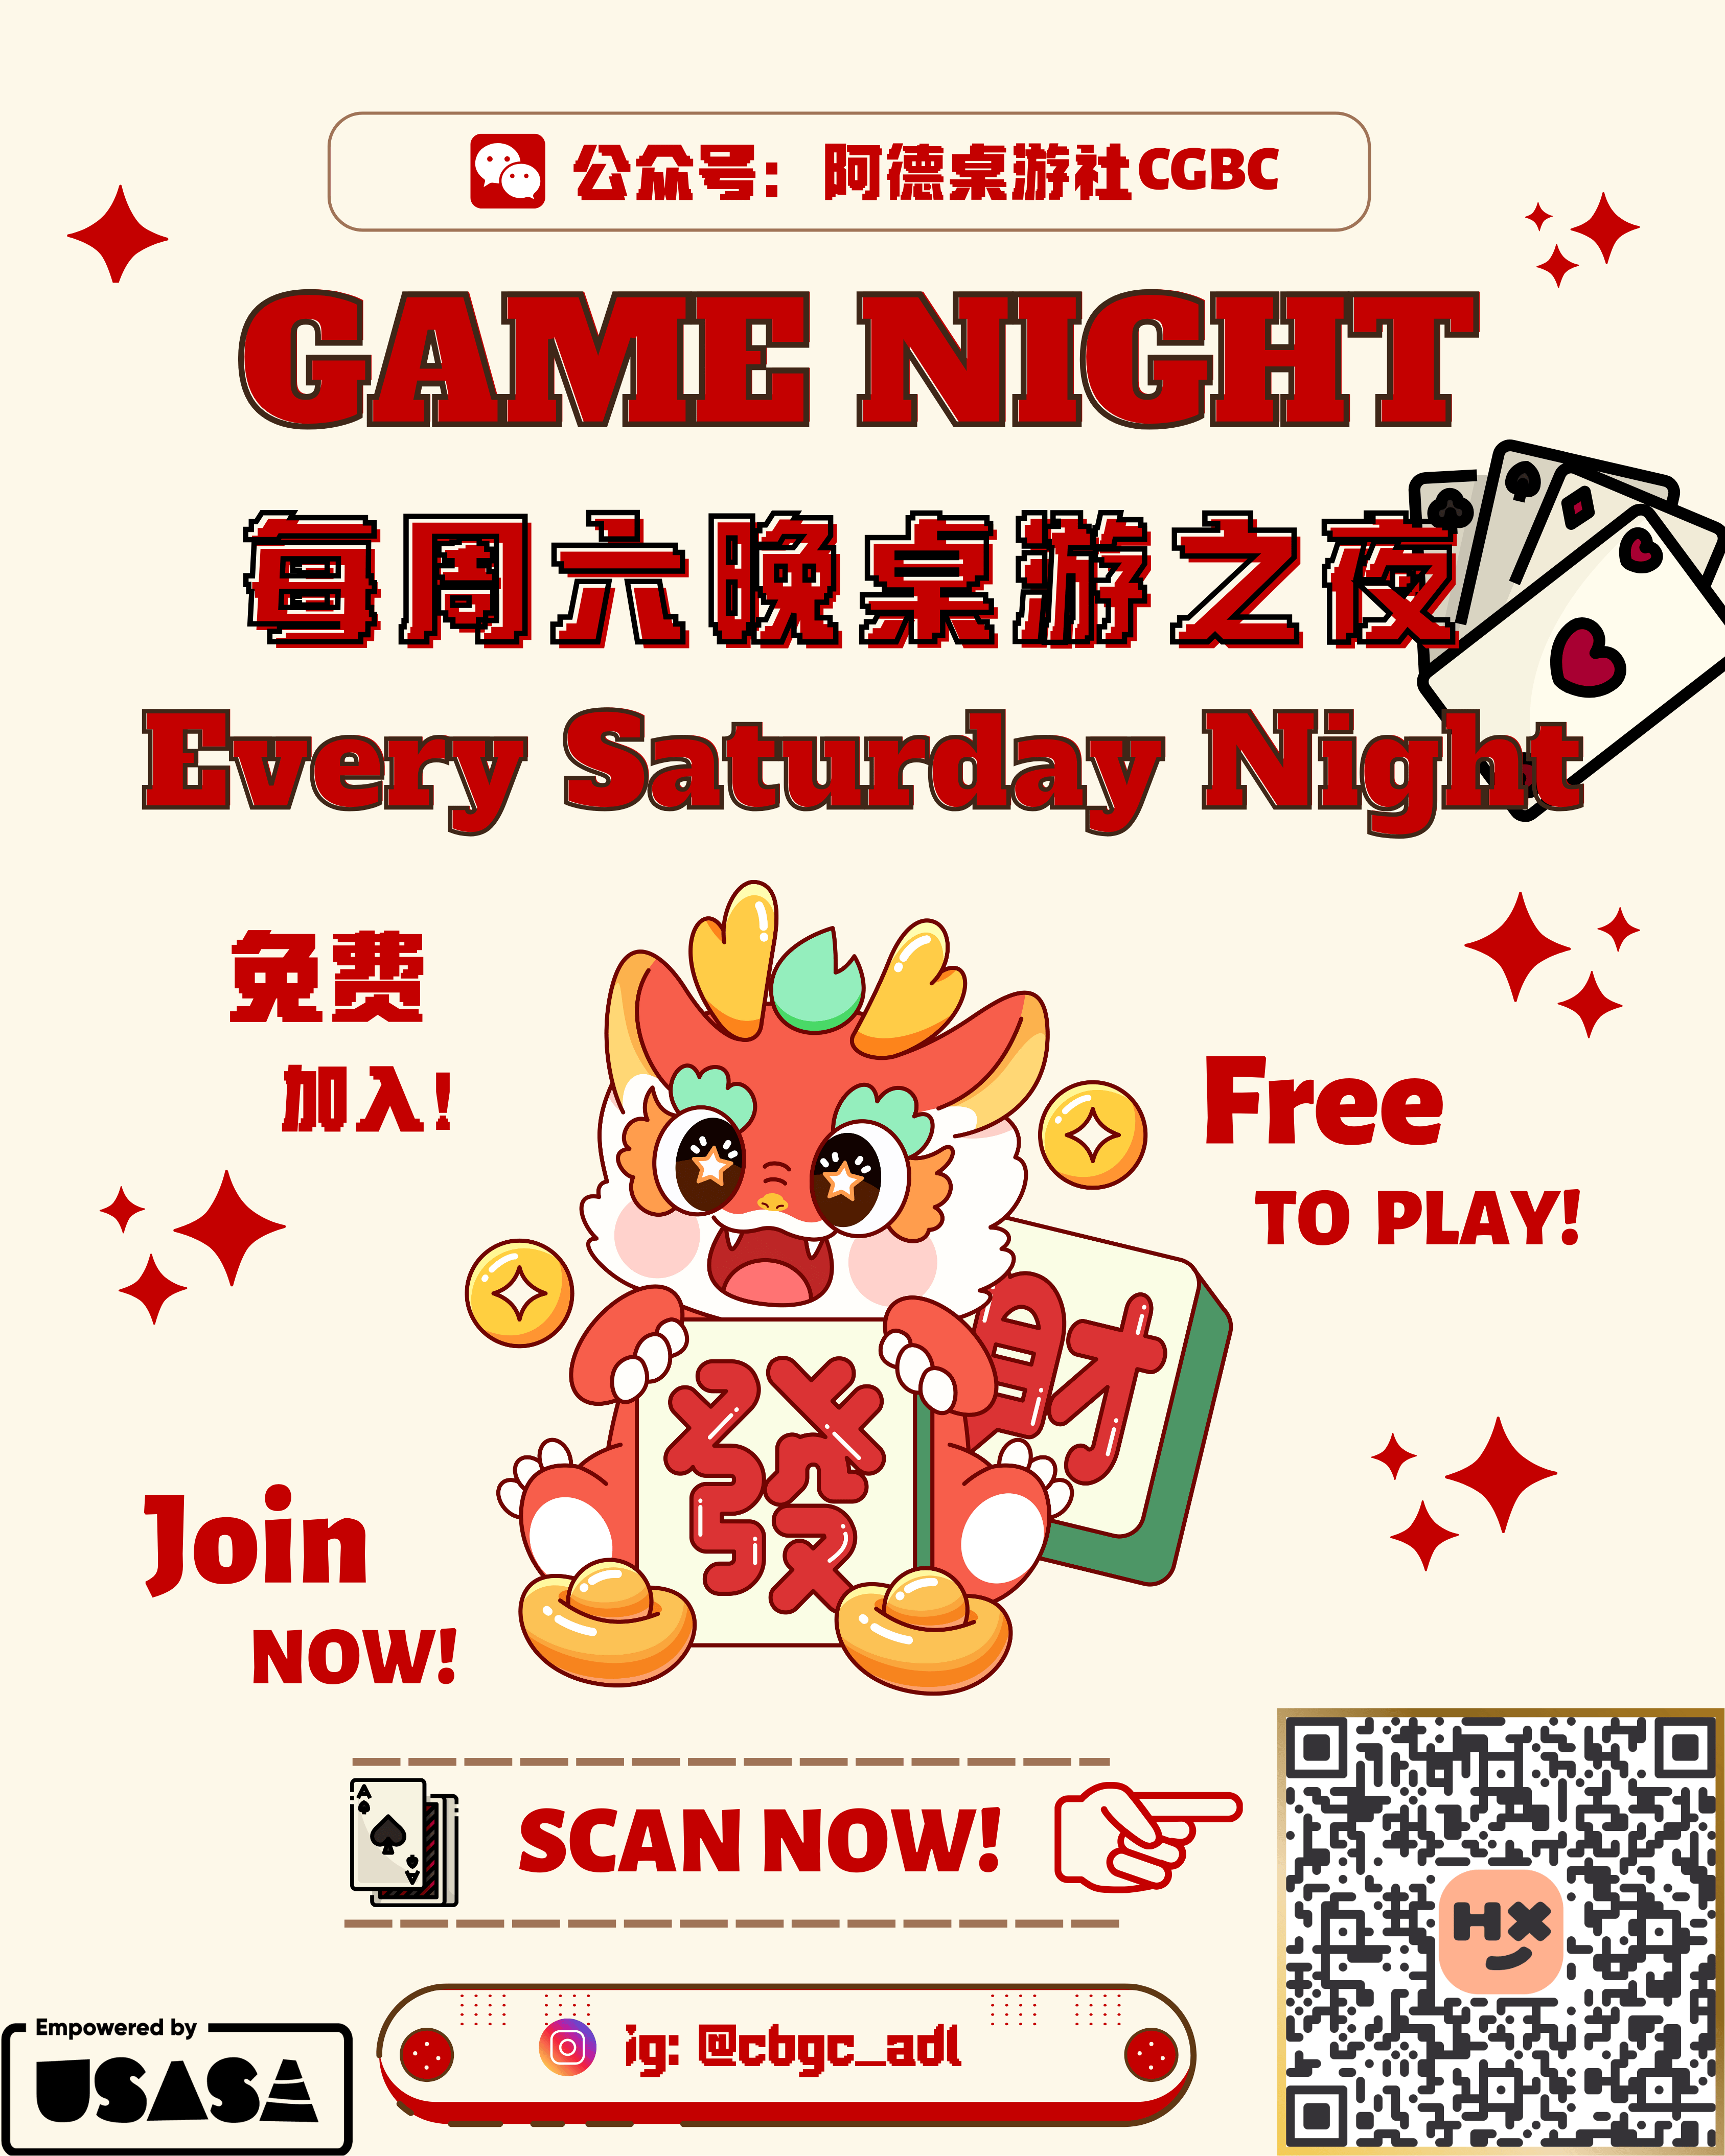 公众号：阿德桌游社CGBC
GAME NIGHT
每周六晚桌游之夜
Every Saturday Night
免费
加入！
Free
TO PLAY!
財
發
Join
NOW!
A
SCAN NOW!
A
HX
Empowered by
USASA
ig: @cbgc_adl